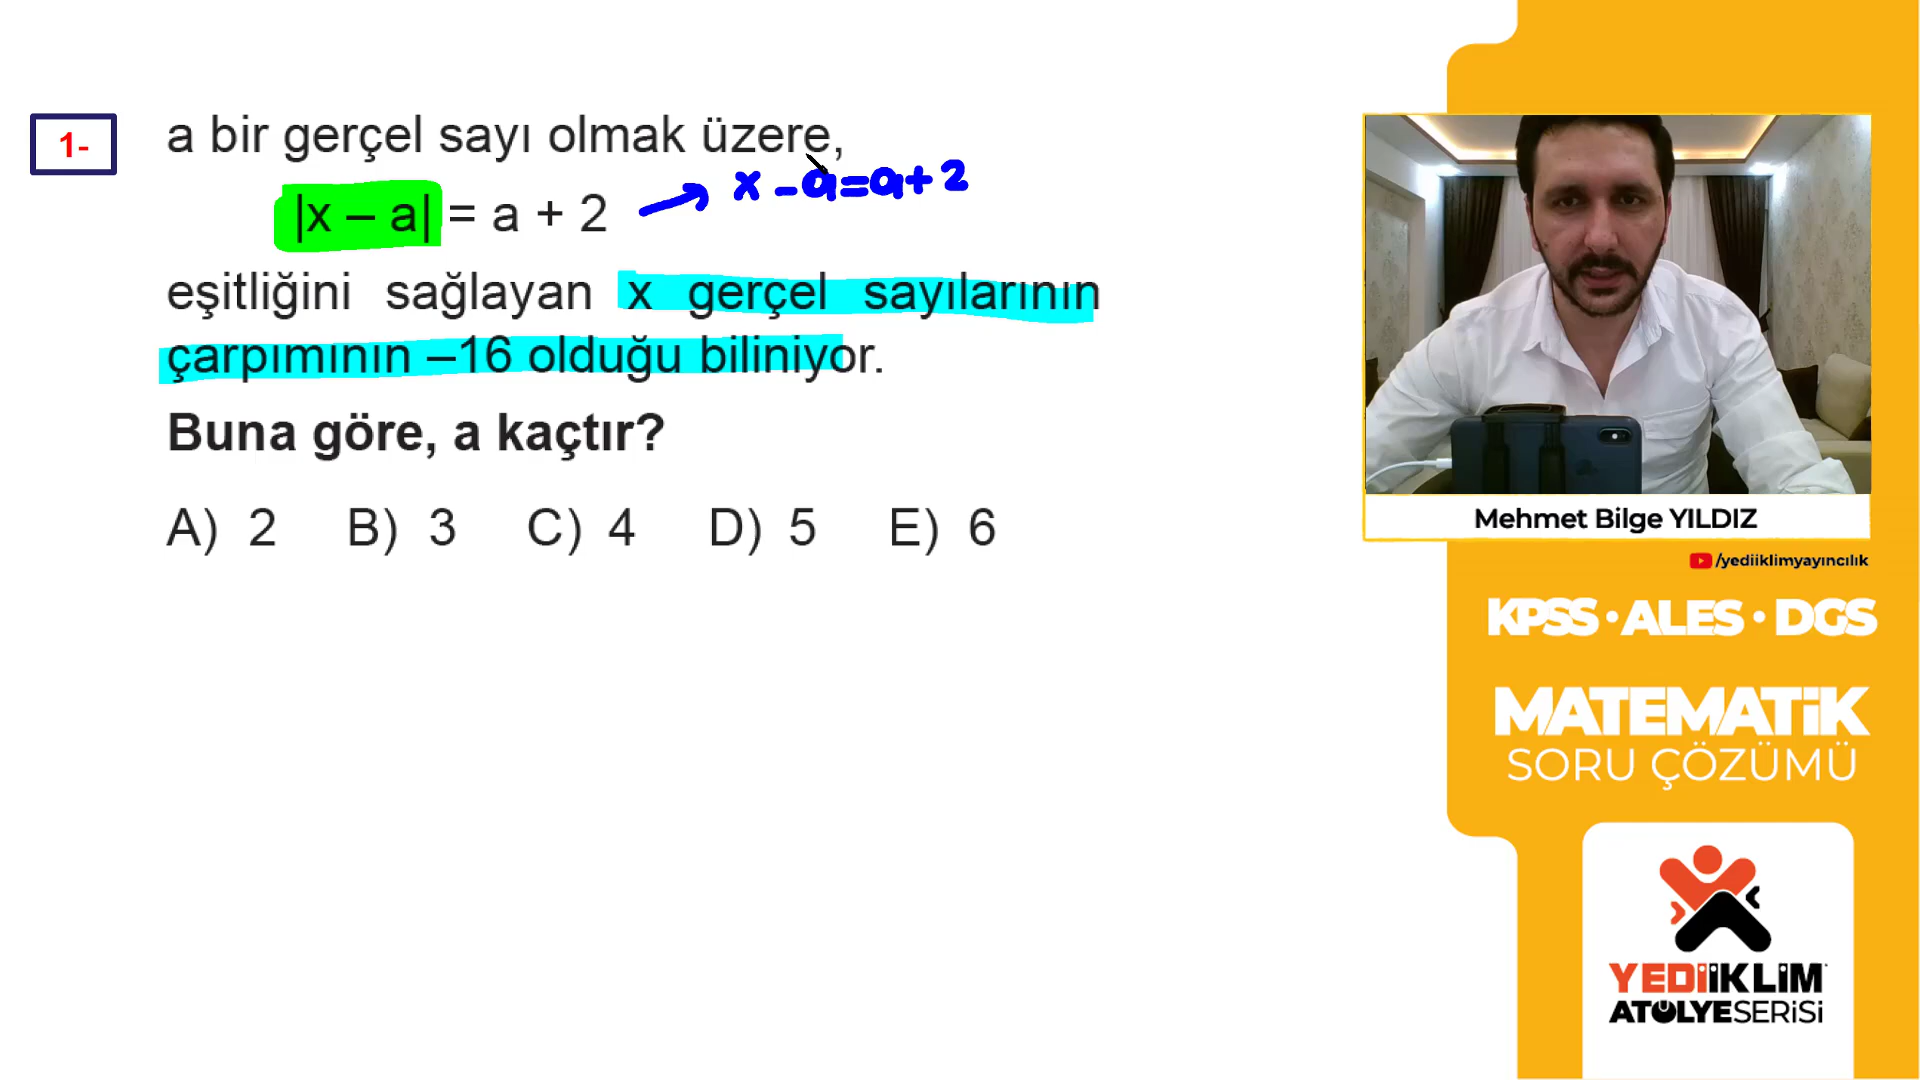 1-
a bir gerçel sayı olmak üzere,
|x – a| = a + 2
x - a = a + 2
eşitliğini sağlayan x gerçel sayılarının
çarpımının –16 olduğu biliniyor.
Buna göre, a kaçtır?
A) 2 B) 3 C) 4 D) 5 E) 6
Mehmet Bilge YILDIZ
/yediiklimyayıncılık
KPSS • ALES • DGS
MATEMATİK
SORU ÇÖZÜMÜ
YEDİİKLİM
ATÖLYESERİSİ